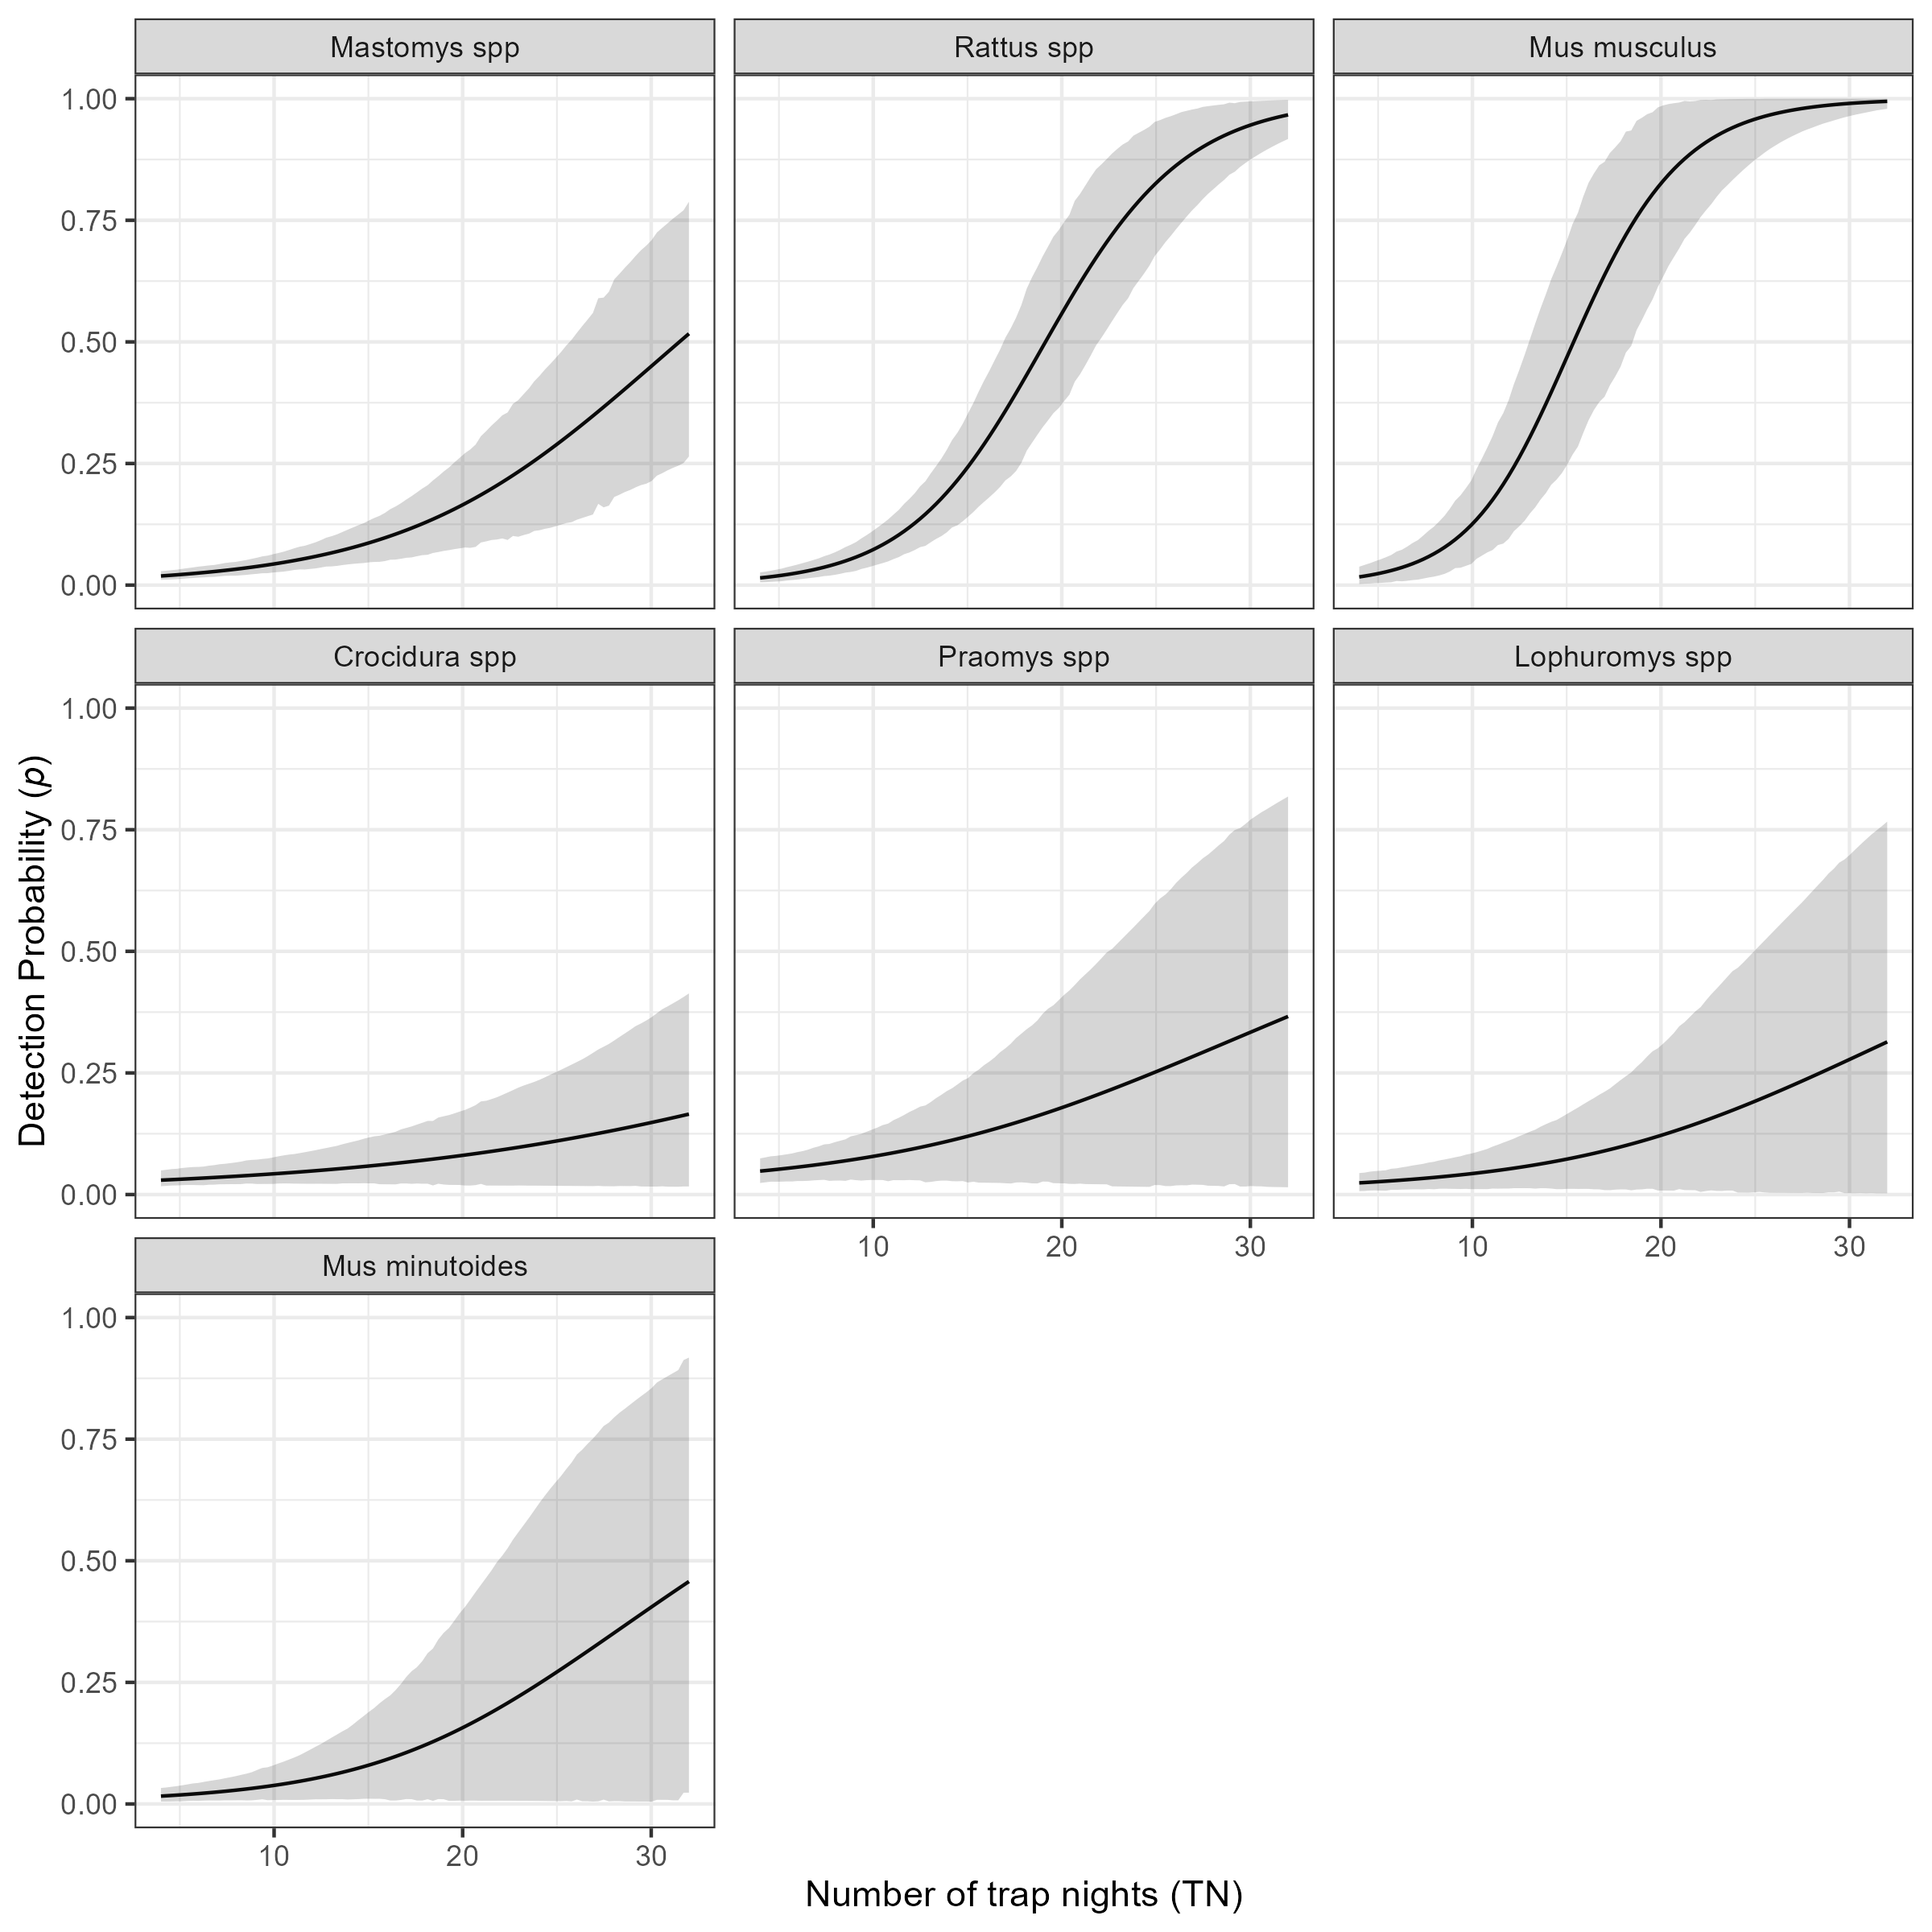 Mastomys spp
Rattus spp
Mus musculus
1.00
0.75
0.50
0.25
0.00
Crocidura spp
Praomys spp
Lophuromys spp
1.00
0.75
0.50
0.25
0.00
10
20
30
10
20
30
Mus minutoides
1.00
0.75
0.50
0.25
0.00
10
20
30
Detection Probability (p)
Number of trap nights (TN)